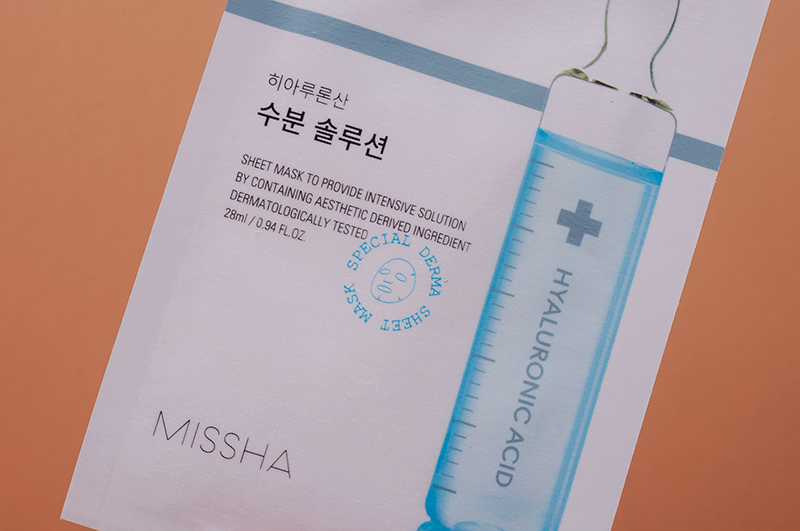 히아루론산
수분 솔루션
SHEET MASK TO PROVIDE INTENSIVE SOLUTION
BY CONTAINING AESTHETIC DERIVED INGREDIENT
DERMATOLOGICALLY TESTED
28ml / 0.94 FL.OZ.
SPECIAL DERMA SHEET MASK
HYALURONIC ACID
MISSHA